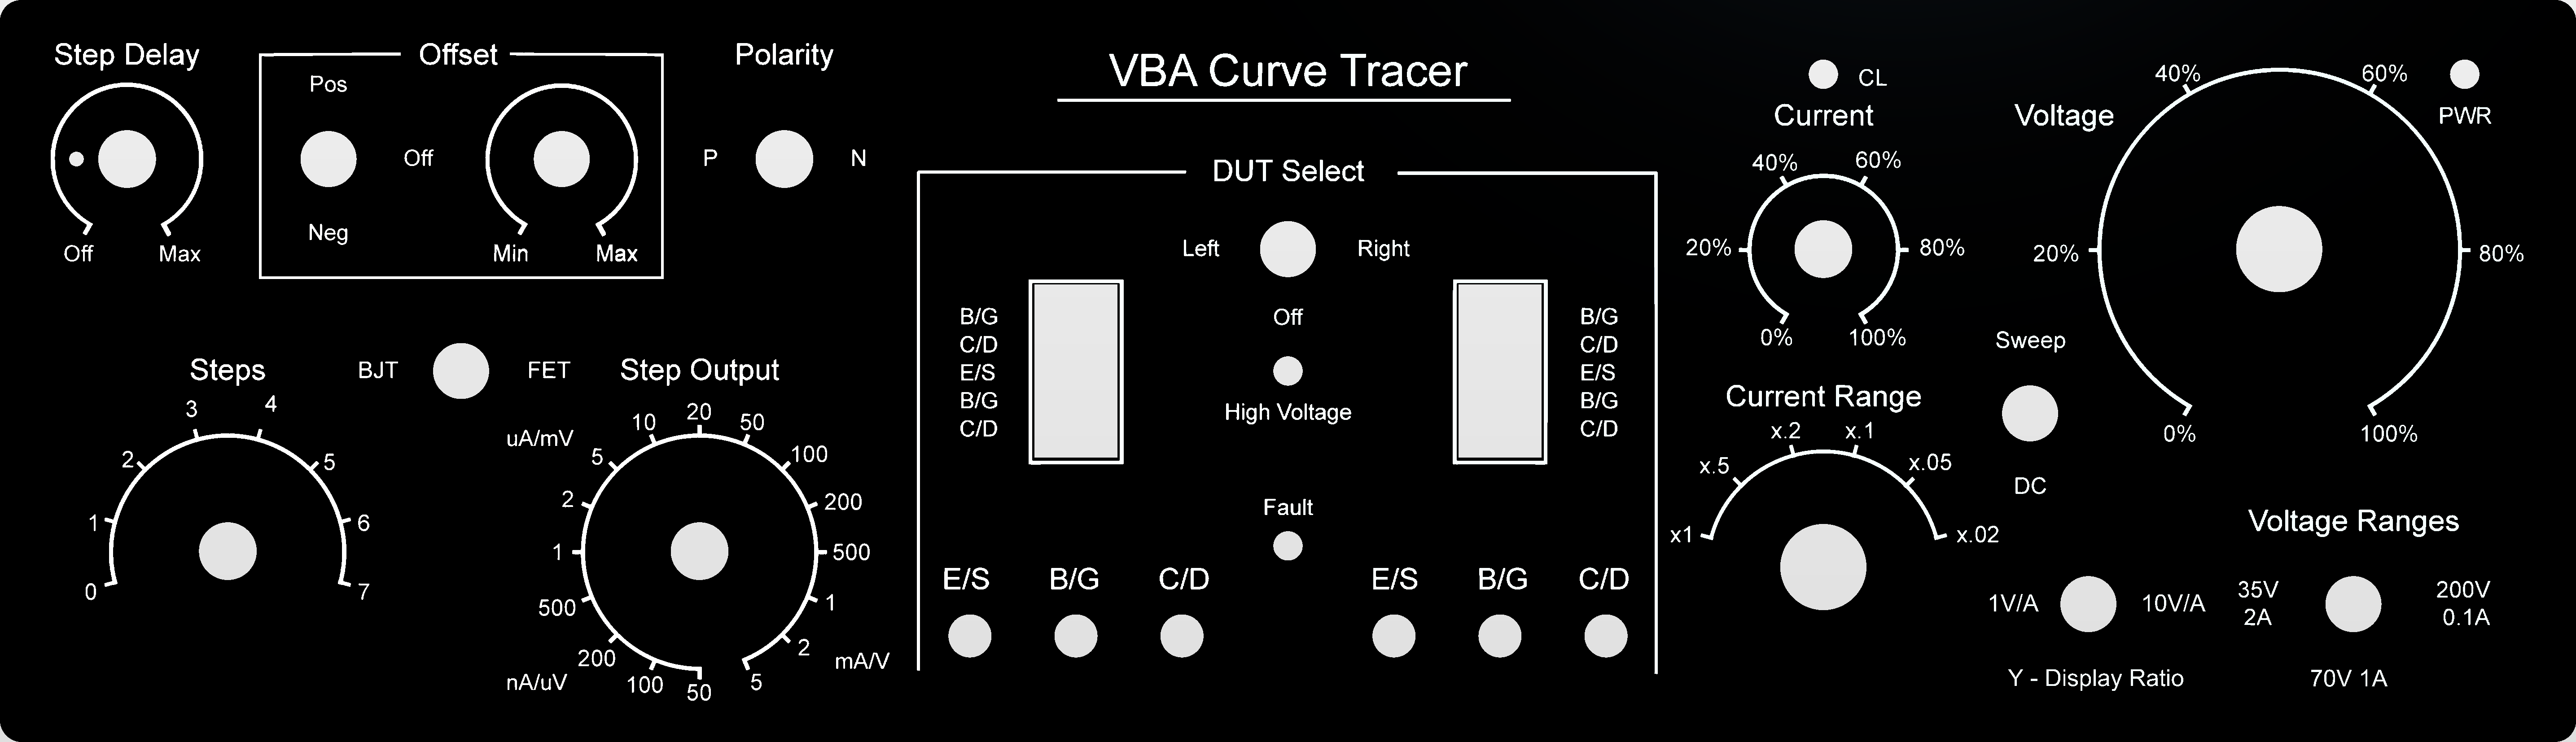 Step Delay
Off
Max
Offset
Pos
Off
Neg
Min
Max
Polarity
P
N
VBA Curve Tracer
DUT Select
Left
Right
Off
High Voltage
Fault
B/G
C/D
E/S
B/G
C/D
B/G
C/D
E/S
B/G
C/D
E/S
B/G
C/D
E/S
B/G
C/D
Steps
0
1
2
3
4
5
6
7
BJT
FET
Step Output
uA/mV
nA/uV
mA/V
50
100
200
500
1
2
5
10
20
50
100
200
500
1
2
5
CL
Current
0%
20%
40%
60%
80%
100%
Current Range
x1
x.5
x.2
x.1
x.05
x.02
Voltage
0%
20%
40%
60%
80%
100%
PWR
Sweep
DC
Voltage Ranges
1V/A
10V/A
Y - Display Ratio
35V
2A
200V
0.1A
70V 1A